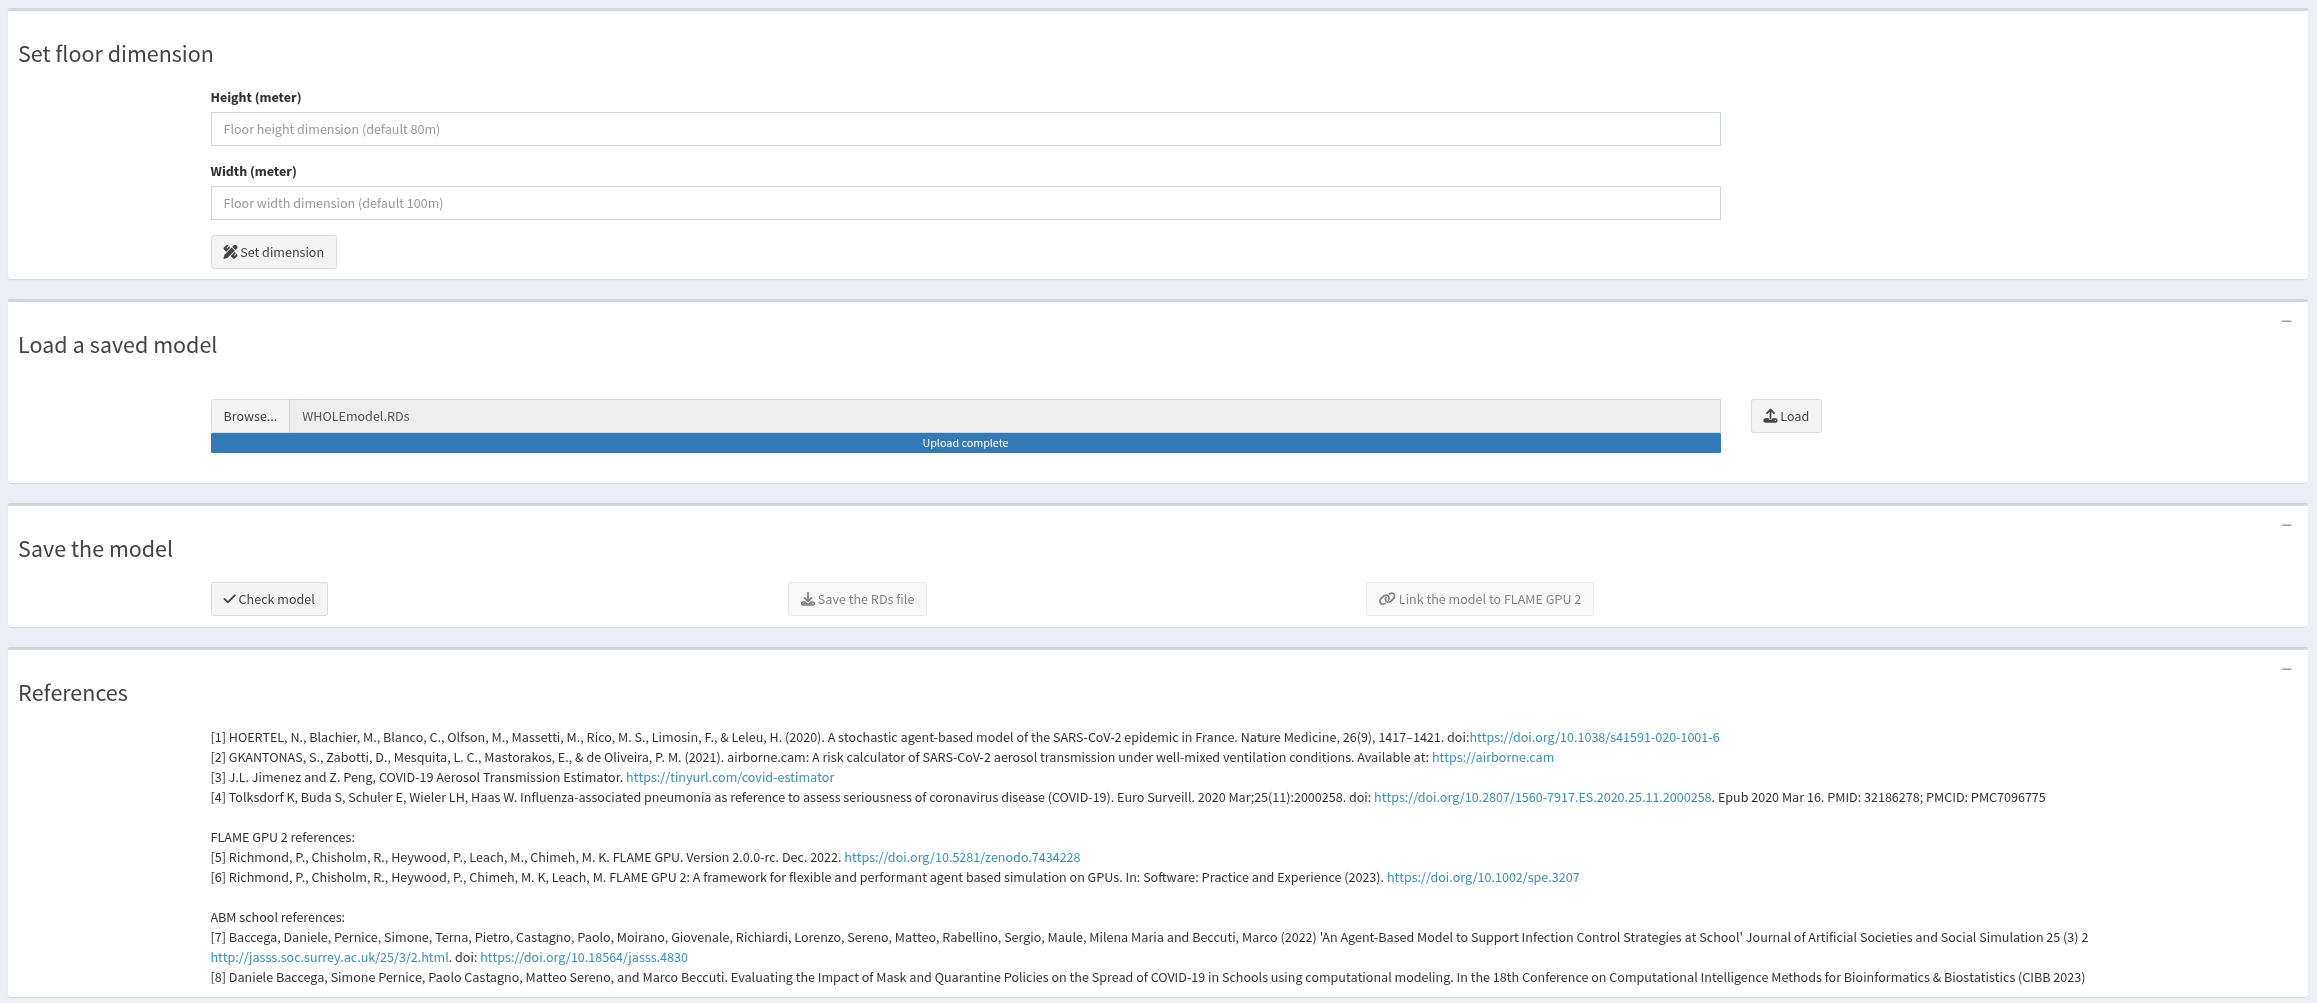 Set floor dimension
Height (meter)
Floor height dimension (default 80m)
Width (meter)
Floor width dimension (default 100m)
Set dimension
Load a saved model
Browse... WHOLEmodel.RDs Load
Upload complete
Save the model
Check model Save the RDs file Link the model to FLAME GPU 2
References
[1] HOERTEL, N., Blachier, M., Blanco, C., Olfson, M., Massetti, M., Rico, M. S., Limosin, F., & Leleu, H. (2020). A stochastic agent-based model of the SARS-CoV-2 epidemic in France. Nature Medicine, 26(9), 1417–1421. doi:https://doi.org/10.1038/s41591-020-1001-6
[2] GKANTONAS, S., Zabotti, D., Mesquita, L. C., Mastorakos, E., & de Oliveira, P. M. (2021). airborne.cam: A risk calculator of SARS-CoV-2 aerosol transmission under well-mixed ventilation conditions. Available at: https://airborne.cam
[3] J.L. Jimenez and Z. Peng, COVID-19 Aerosol Transmission Estimator. https://tinyurl.com/covid-estimator
[4] Tolksdorf K, Buda S, Schuler E, Wieler LH, Haas W. Influenza-associated pneumonia as reference to assess seriousness of coronavirus disease (COVID-19). Euro Surveill. 2020 Mar;25(11):2000258. doi: https://doi.org/10.2807/1560-7917.ES.2020.25.11.2000258. Epub 2020 Mar 16. PMID: 32186278; PMCID: PMC7096775
FLAME GPU 2 references:
[5] Richmond, P., Chisholm, R., Heywood, P., Leach, M., Chimeh, M. K. FLAME GPU. Version 2.0.0-rc. Dec. 2022. https://doi.org/10.5281/zenodo.7434228
[6] Richmond, P., Chisholm, R., Heywood, P., Chimeh, M. K, Leach, M. FLAME GPU 2: A framework for flexible and performant agent based simulation on GPUs. In: Software: Practice and Experience (2023). https://doi.org/10.1002/spe.3207
ABM school references:
[7] Baccega, Daniele, Pernice, Simone, Terna, Pietro, Castagno, Paolo, Moirano, Giovenale, Richiardi, Lorenzo, Sereno, Matteo, Rabellino, Sergio, Maule, Milena Maria and Beccuti, Marco (2022) 'An Agent-Based Model to Support Infection Control Strategies at School' Journal of Artificial Societies and Social Simulation 25 (3) 2
http://jasss.soc.surrey.ac.uk/25/3/2.html. doi: https://doi.org/10.18564/jasss.4830
[8] Daniele Baccega, Simone Pernice, Paolo Castagno, Matteo Sereno, and Marco Beccuti. Evaluating the Impact of Mask and Quarantine Policies on the Spread of COVID-19 in Schools using computational modeling. In the 18th Conference on Computational Intelligence Methods for Bioinformatics & Biostatistics (CIBB 2023)